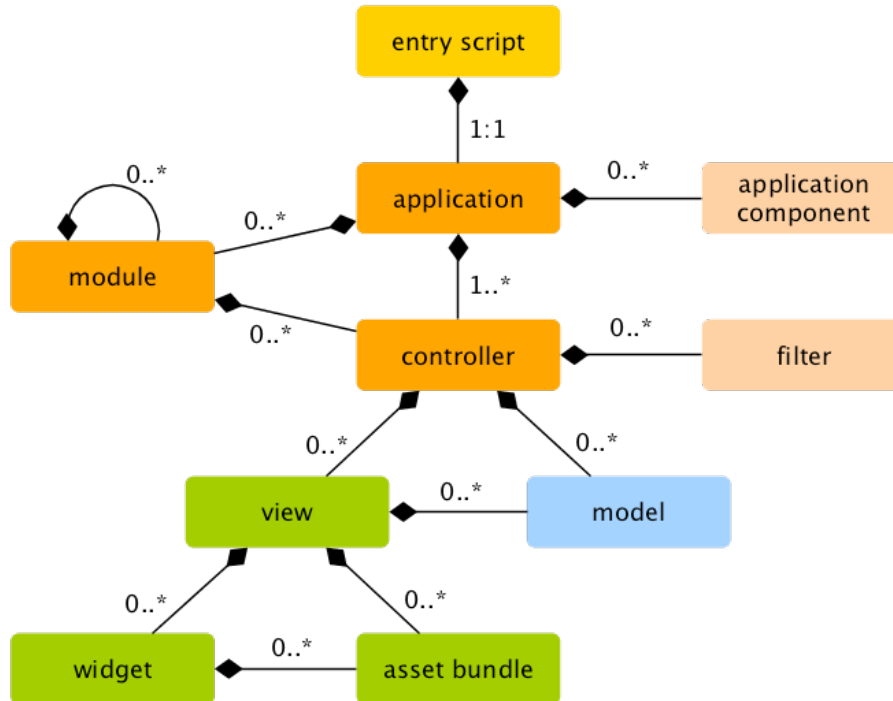 entry script
1:1
0..*
0..*
application
application
component
0..*
module
1..*
0..*
controller
0..*
filter
0..*
0..*
view
0..*
model
0..*
0..*
widget
0..*
asset bundle